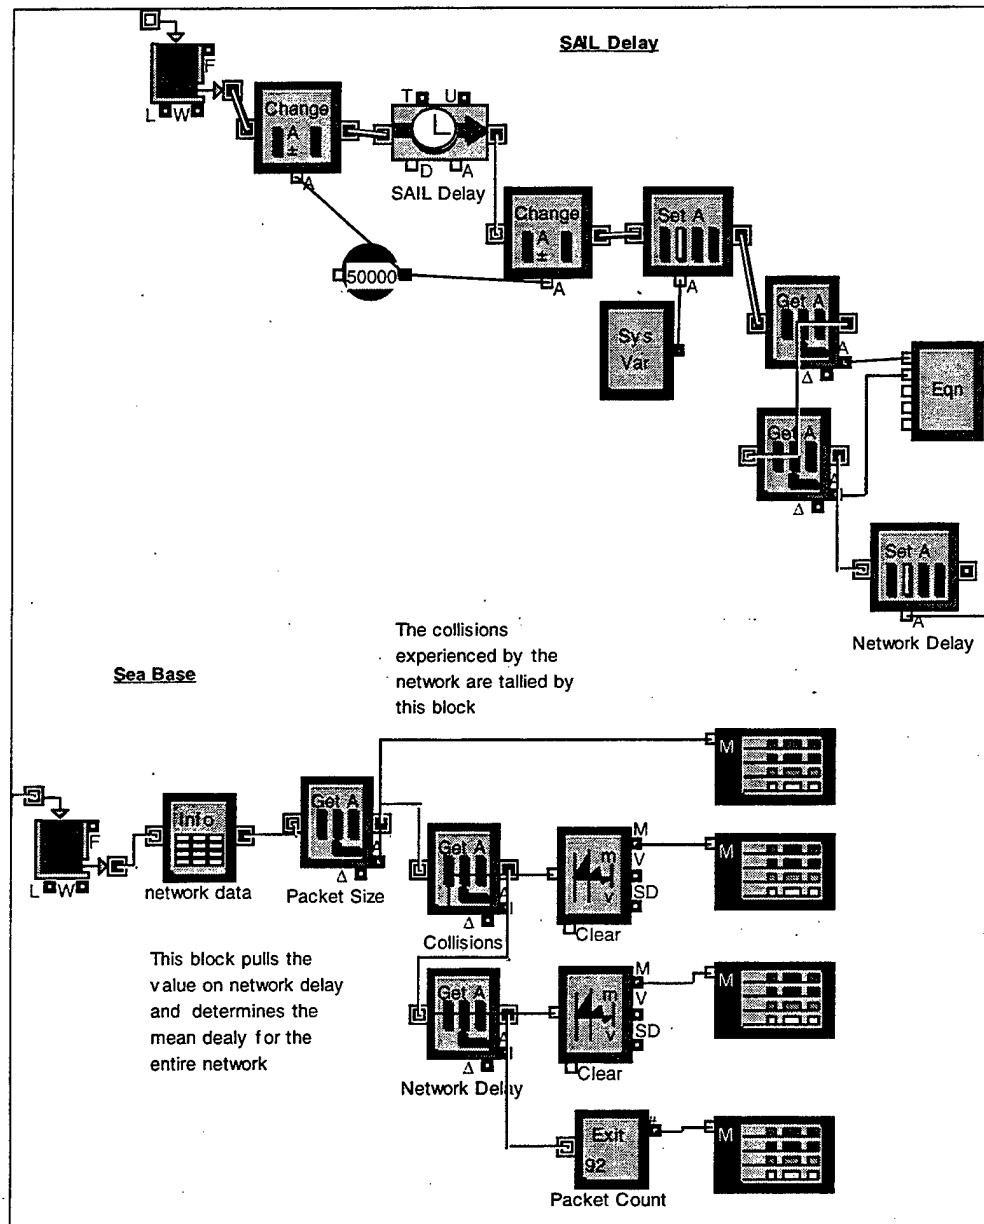 SAIL Delay
F
L W
Change
A
±
A
T U
D A
SAIL Delay
Change
A
±
A
50000
Set A
A
Sys
Var
Get A
A
Δ
Eqn
Get A
A
Δ
Set A
A
Network Delay
The collisions
experienced by the
network are tallied by
this block
Sea Base
M
F
L W
Info
network data
Get A
A
Δ
Packet Size
Get A
A
Δ
Collisions
m
v
M
V
SD
Clear
M
This block pulls the
value on network delay
and determines the
mean dealy for the
entire network
Get A
A
Δ
Network Delay
m
v
M
V
SD
Clear
M
Exit
92
#
Packet Count
M